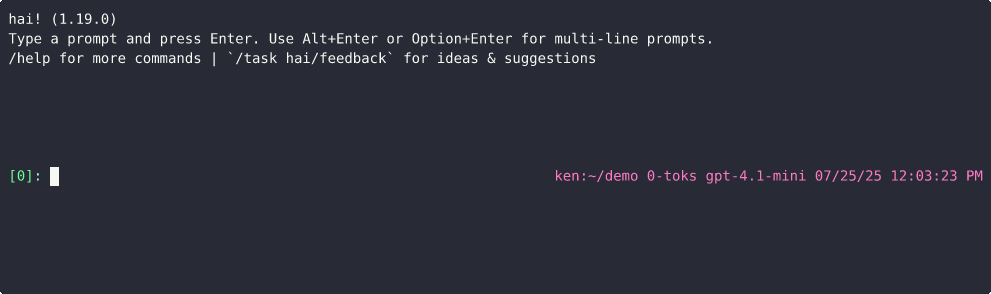 hai! (1.19.0)
Type a prompt and press Enter. Use Alt+Enter or Option+Enter for multi-line prompts.
/help for more commands | `/task hai/feedback` for ideas & suggestions
[0]: ken:~/demo 0-toks gpt-4.1-mini 07/25/25 12:03:23 PM